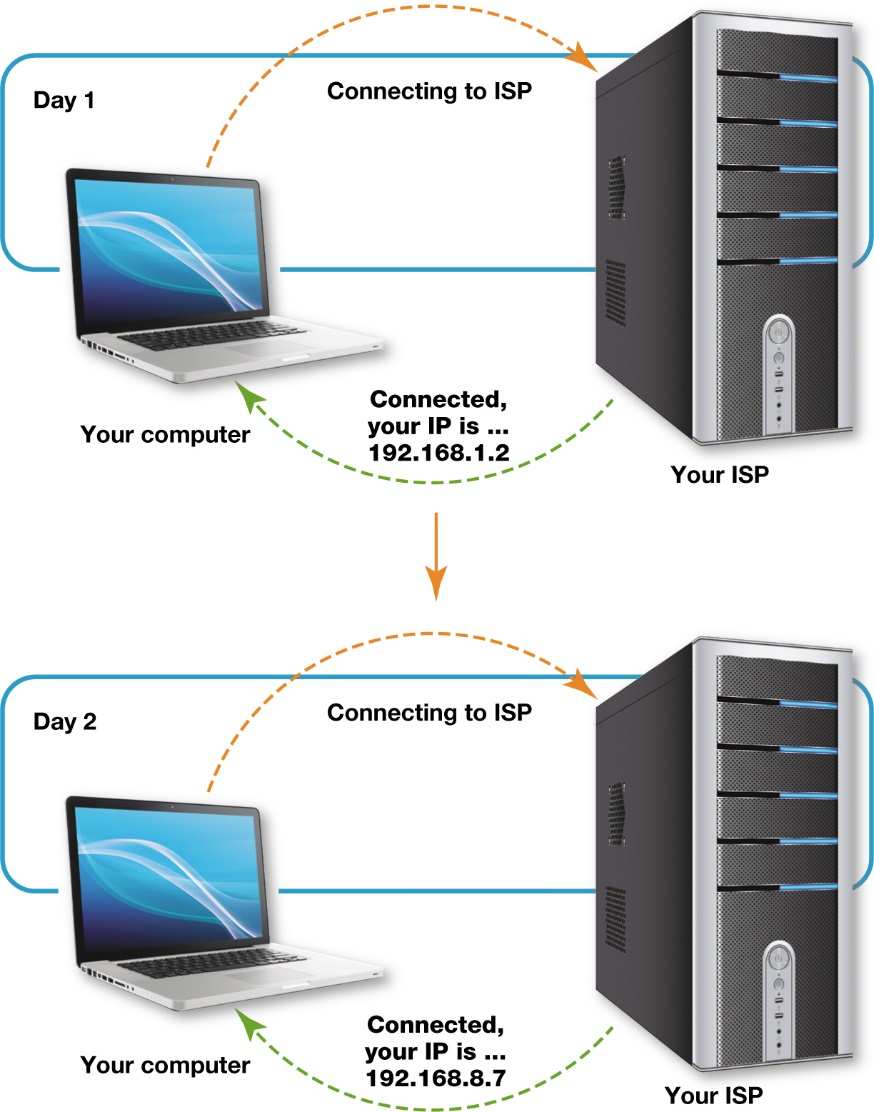 Day 1
Connecting to ISP
Your computer
Connected,
your IP is ...
192.168.1.2
Your ISP
Day 2
Connecting to ISP
Your computer
Connected,
your IP is ...
192.168.8.7
Your ISP